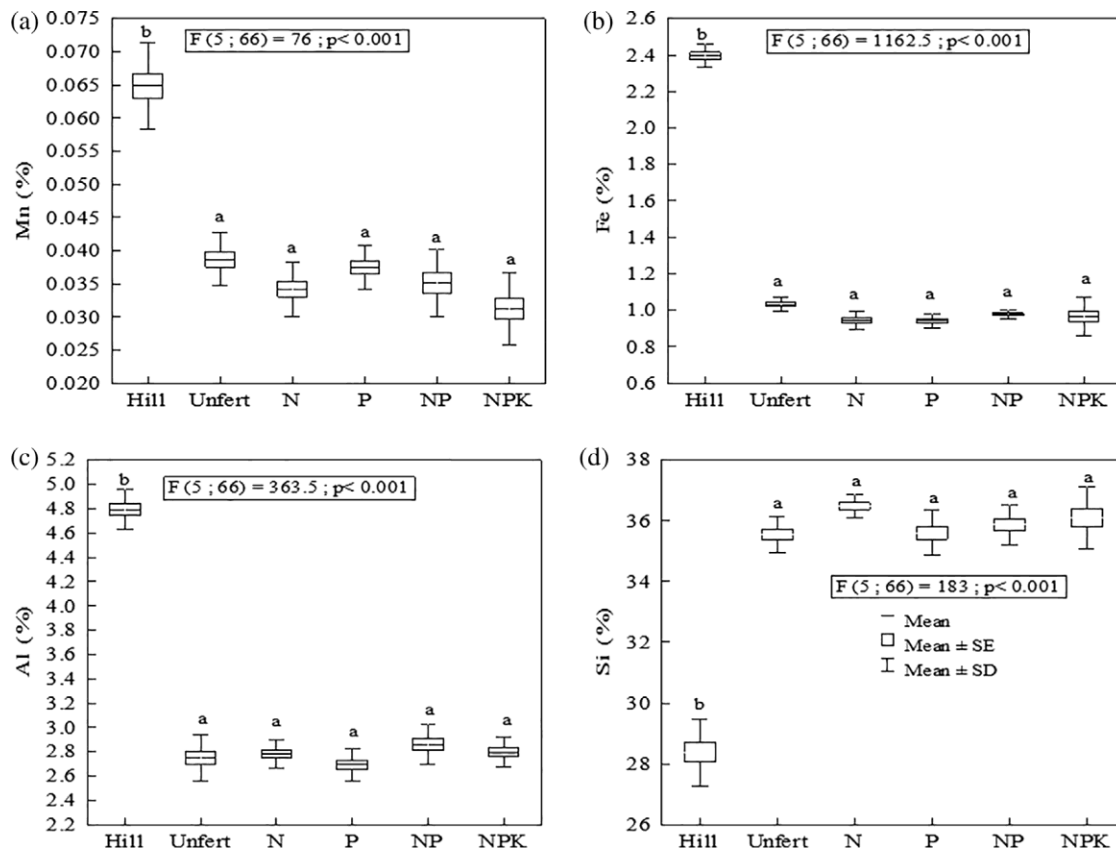 (a)
0.075
0.070
0.065
0.060
0.055
0.050
0.045
0.040
0.035
0.030
0.025
0.020
Mn (%)
b
F (5 ; 66) = 76 ; p< 0.001
a
a
a
a
a
Hill Unfert N P NP NPK
(b)
2.6
2.4
2.2
2.0
1.8
1.6
1.4
1.2
1.0
0.8
0.6
Fe (%)
b
F (5 ; 66) = 1162.5 ; p< 0.001
a
a
a
a
a
Hill Unfert N P NP NPK
(c)
5.2
5.0
4.8
4.6
4.4
4.2
4.0
3.8
3.6
3.4
3.2
3.0
2.8
2.6
2.4
2.2
Al (%)
b
F (5 ; 66) = 363.5 ; p< 0.001
a
a
a
a
a
Hill Unfert N P NP NPK
(d)
38
36
34
32
30
28
26
Si (%)
b
a
a
a
a
a
F (5 ; 66) = 183 ; p< 0.001
Mean
Mean ± SE
Mean ± SD
Hill Unfert N P NP NPK